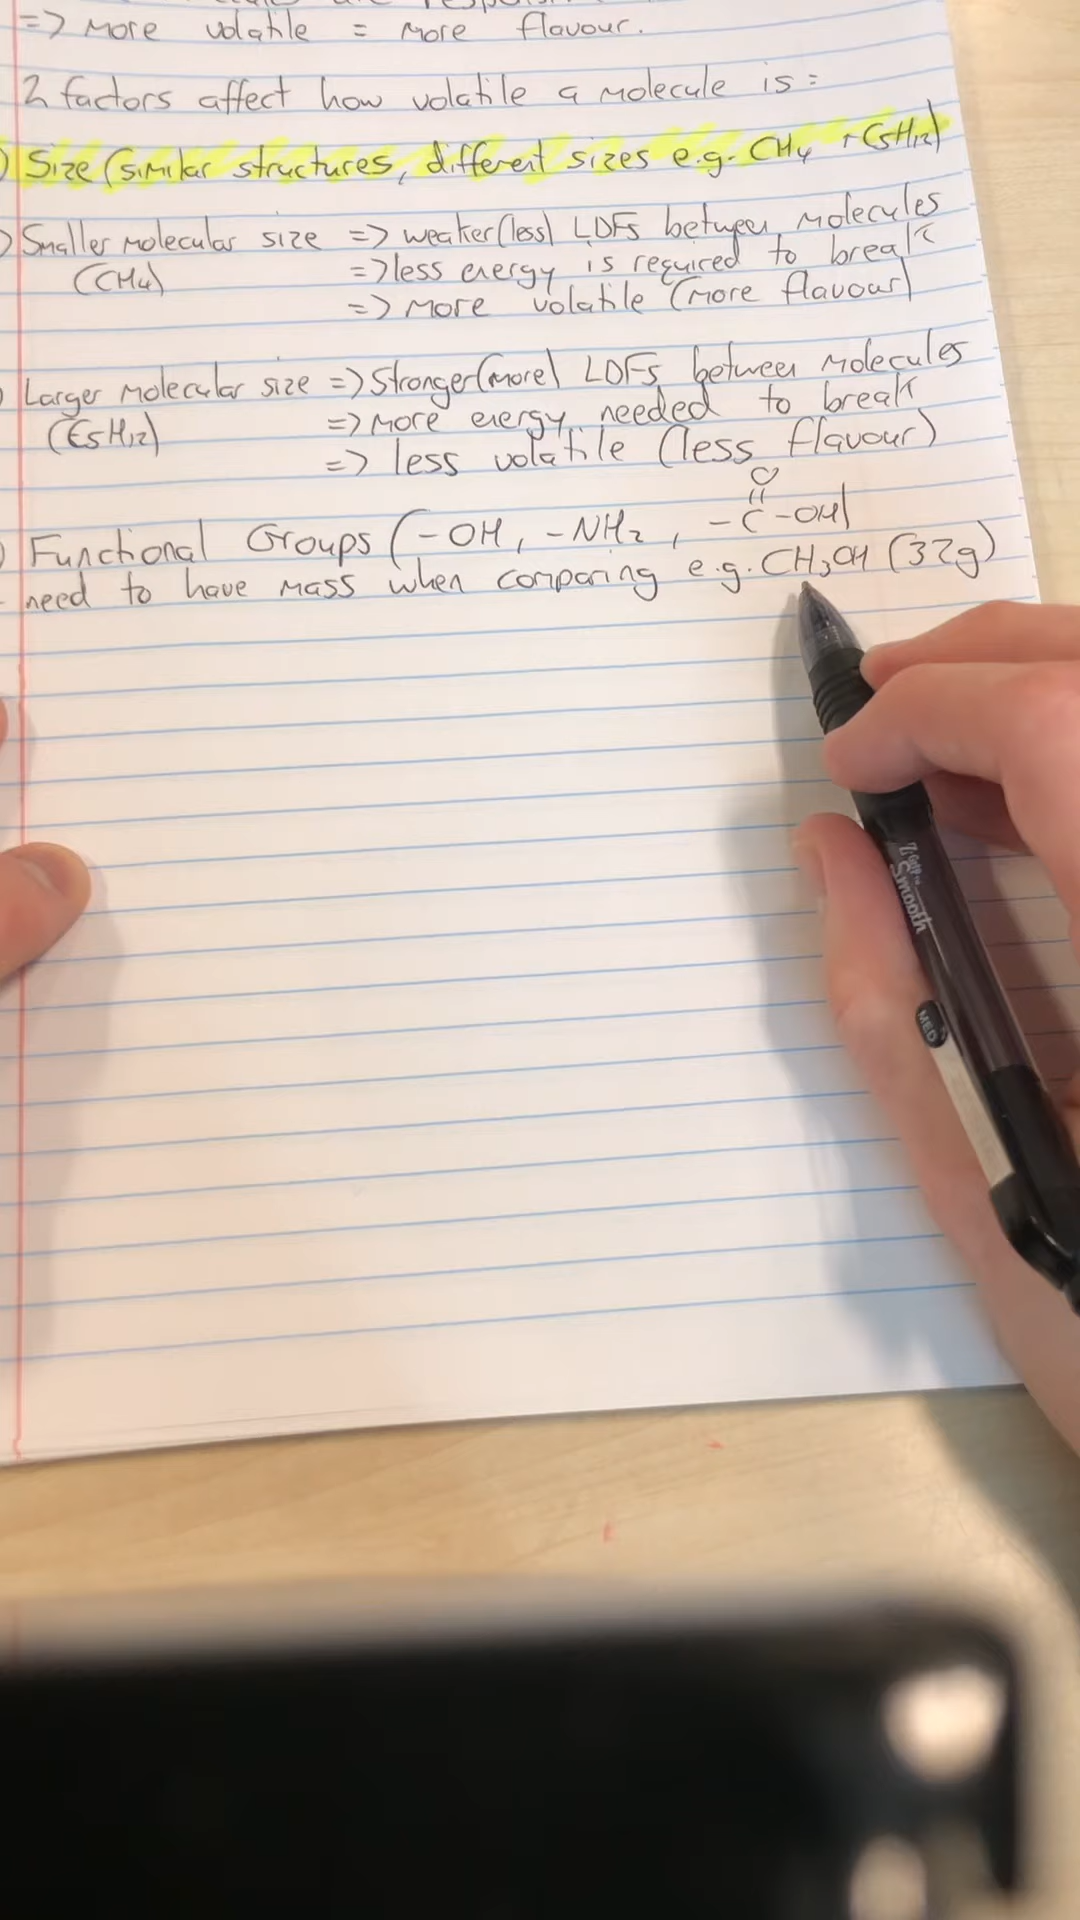 => More volatile = more flavour.
2 factors affect how volatile a molecule is:
) Size (similar structures, different sizes e.g. CH4 + C5H12)
) Smaller molecular size => weaker (less) LDFs between molecules
(CH4) => less energy is required to break
=> More volatile (more flavour)
) Larger molecular size => Stronger (more) LDFs between molecules
(C5H12) => more energy needed to break
=> less volatile (less flavour)
O
||
) Functional Groups (-OH, -NH2, -C-OH)
- need to have mass when comparing e.g. CH3OH (32g)
Smooth
MED